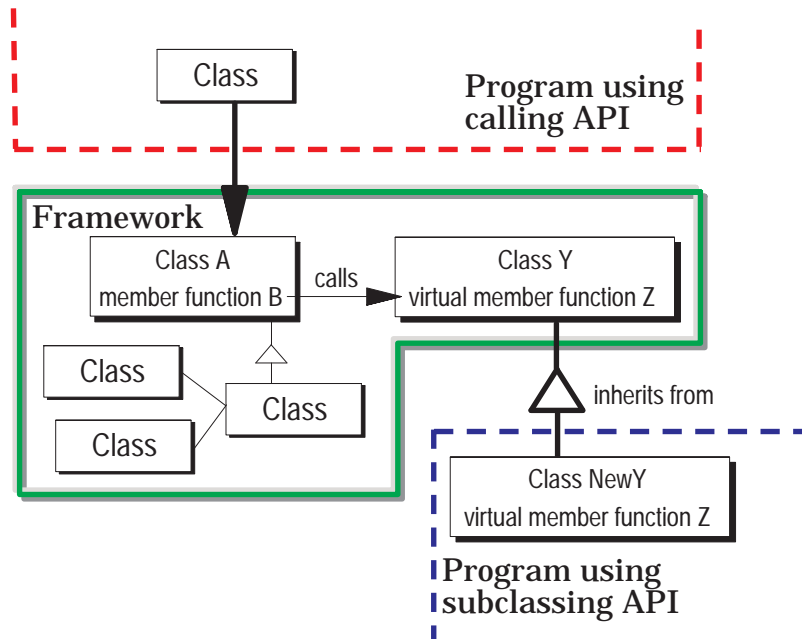 Class
Program using
calling API
Framework
Class A
member function B
calls
Class Y
virtual member function Z
Class
Class
Class
inherits from
Class NewY
virtual member function Z
Program using
subclassing API